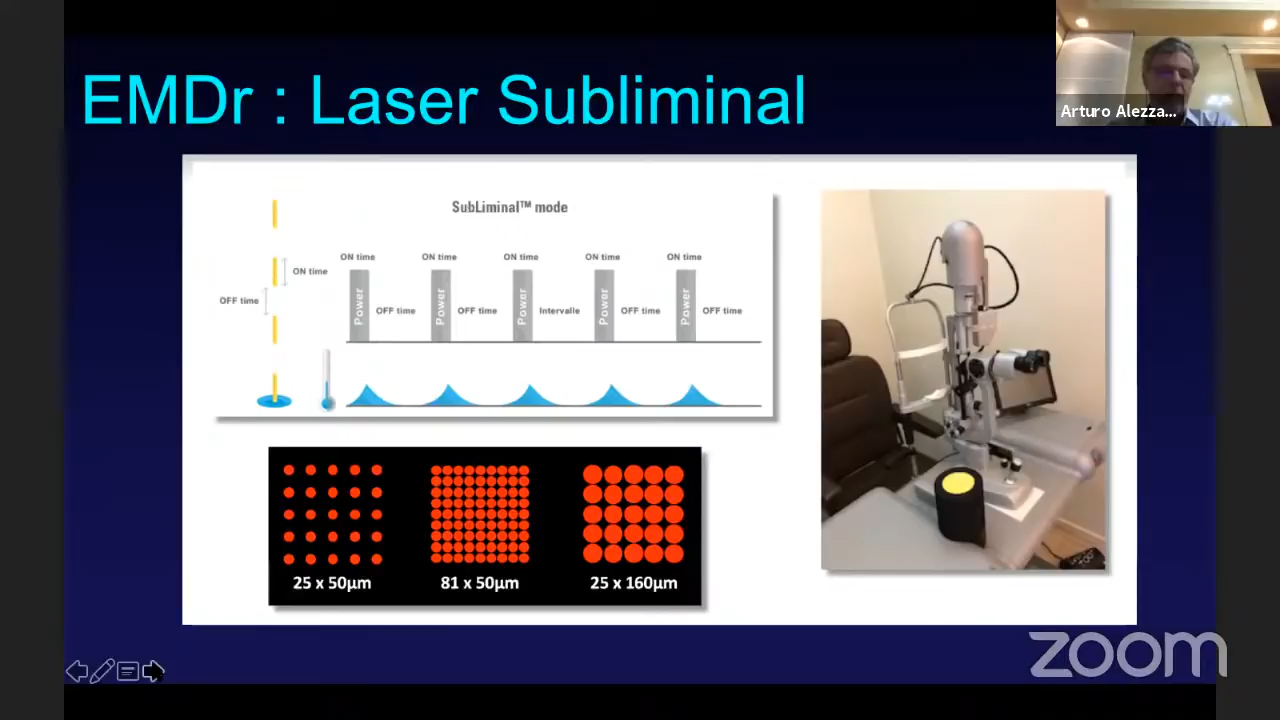 EMDr : Laser Subliminal
Arturo Alezza...
SubLiminal™ mode
ON time ON time ON time ON time ON time
ON time
OFF time
Power Power Power Power Power
OFF time OFF time Intervalle OFF time OFF time
25 x 50µm 81 x 50µm 25 x 160µm
zoom